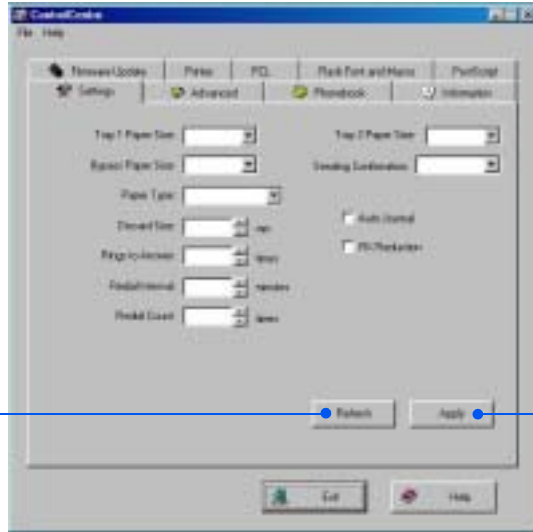 ControlCentre
File Help
Firmware Update Printer PCL Flash Font and Macro PostScript
Settings Advanced Phonebook Information
Tray 1 Paper Size: Tray 2 Paper Size:
Bypass Paper Size: Sending Confirmation:
Paper Type:
Auto Journal
Discard Size: mm
RX Reduction
Rings to Answer: times
Redial Interval: minutes
Redial Count: times
Refresh Apply
Exit Help